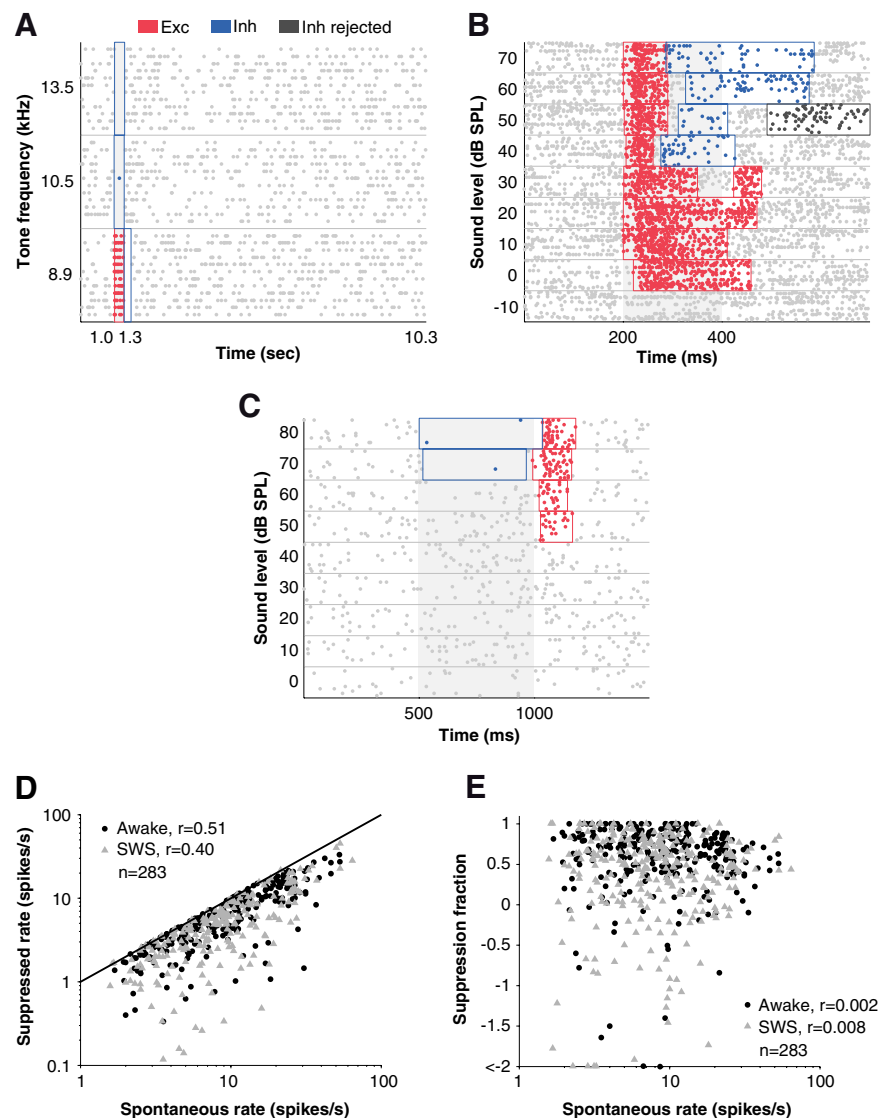 A
Exc Inh Inh rejected
Tone frequency (kHz)
13.5
10.5
8.9
1.0 1.3 10.3
Time (sec)
B
Sound level (dB SPL)
70
60
50
40
30
20
10
0
-10
200 400
Time (ms)
C
Sound level (dB SPL)
80
70
60
50
40
30
20
10
0
500 1000
Time (ms)
D
Suppressed rate (spikes/s)
100
10
1
0.1
Awake, r=0.51
SWS, r=0.40
n=283
1 10 100
Spontaneous rate (spikes/s)
E
Suppression fraction
1
0.5
0
-0.5
-1
-1.5
<-2
Awake, r=0.002
SWS, r=0.008
n=283
1 10 100
Spontaneous rate (spikes/s)